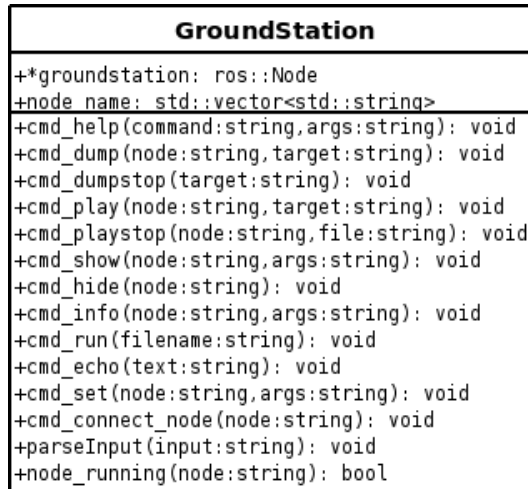 GroundStation
+*groundstation: ros::Node
+node_name: std::vector<std::string>
+cmd_help(command:string,args:string): void
+cmd_dump(node:string,target:string): void
+cmd_dumpstop(target:string): void
+cmd_play(node:string,target:string): void
+cmd_playstop(node:string,file:string): void
+cmd_show(node:string,args:string): void
+cmd_hide(node:string): void
+cmd_info(node:string,args:string): void
+cmd_run(filename:string): void
+cmd_echo(text:string): void
+cmd_set(node:string,args:string): void
+cmd_connect_node(node:string): void
+parseInput(input:string): void
+node_running(node:string): bool